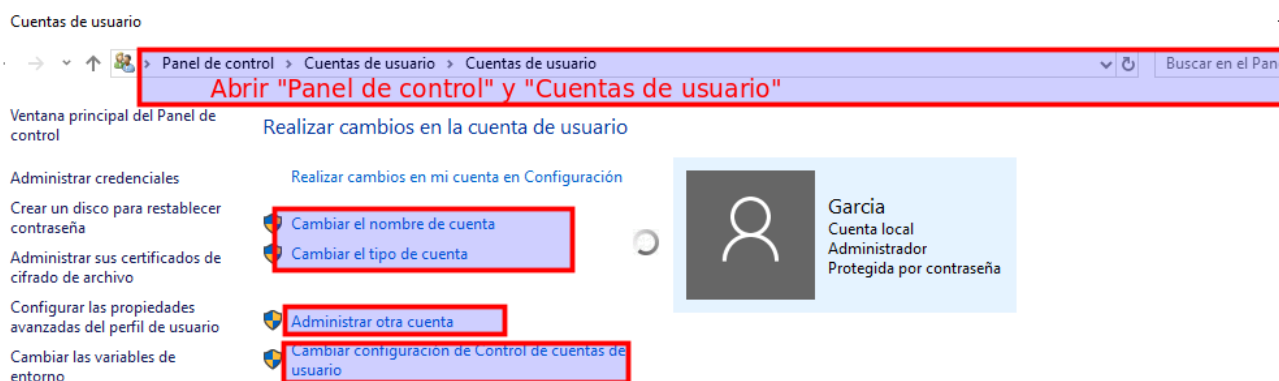 Cuentas de usuario
Panel de control > Cuentas de usuario > Cuentas de usuario
Buscar en el Pan
Abrir "Panel de control" y "Cuentas de usuario"
Ventana principal del Panel de
control
Administrar credenciales
Crear un disco para restablecer
contraseña
Administrar sus certificados de
cifrado de archivo
Configurar las propiedades
avanzadas del perfil de usuario
Cambiar las variables de
entorno
Realizar cambios en la cuenta de usuario
Realizar cambios en mi cuenta en Configuración
Cambiar el nombre de cuenta
Cambiar el tipo de cuenta
Administrar otra cuenta
Cambiar configuración de Control de cuentas de
usuario
Garcia
Cuenta local
Administrador
Protegida por contraseña